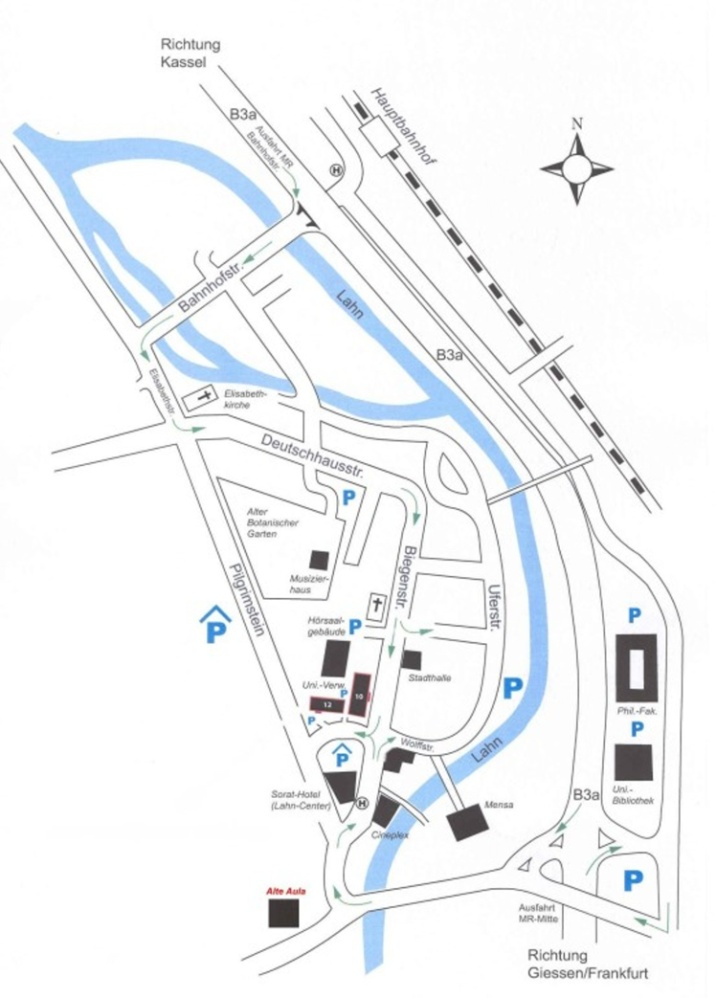 Richtung
Kassel
B3a
Ausfahrt MR
Bahnhofstr.
Hauptbahnhof
N
H
Bahnhofstr.
Lahn
B3a
Elisabethstr.
Elisabeth-
kirche
Deutschhausstr.
P
Alter
Botanischer
Garten
Musizier-
haus
Pilgrimstein
Biegenstr.
Uferstr.
P
P
Hörsaal-
gebäude
P
Stadthalle
Uni.-Verw.
P
10
12
P
P
Phil.-Fak.
P
P
Wolffstr.
Lahn
Sorat-Hotel
(Lahn-Center)
H
Cineplex
Mensa
Uni.-
Bibliothek
B3a
P
Alte Aula
Ausfahrt
MR-Mitte
Richtung
Giessen/Frankfurt